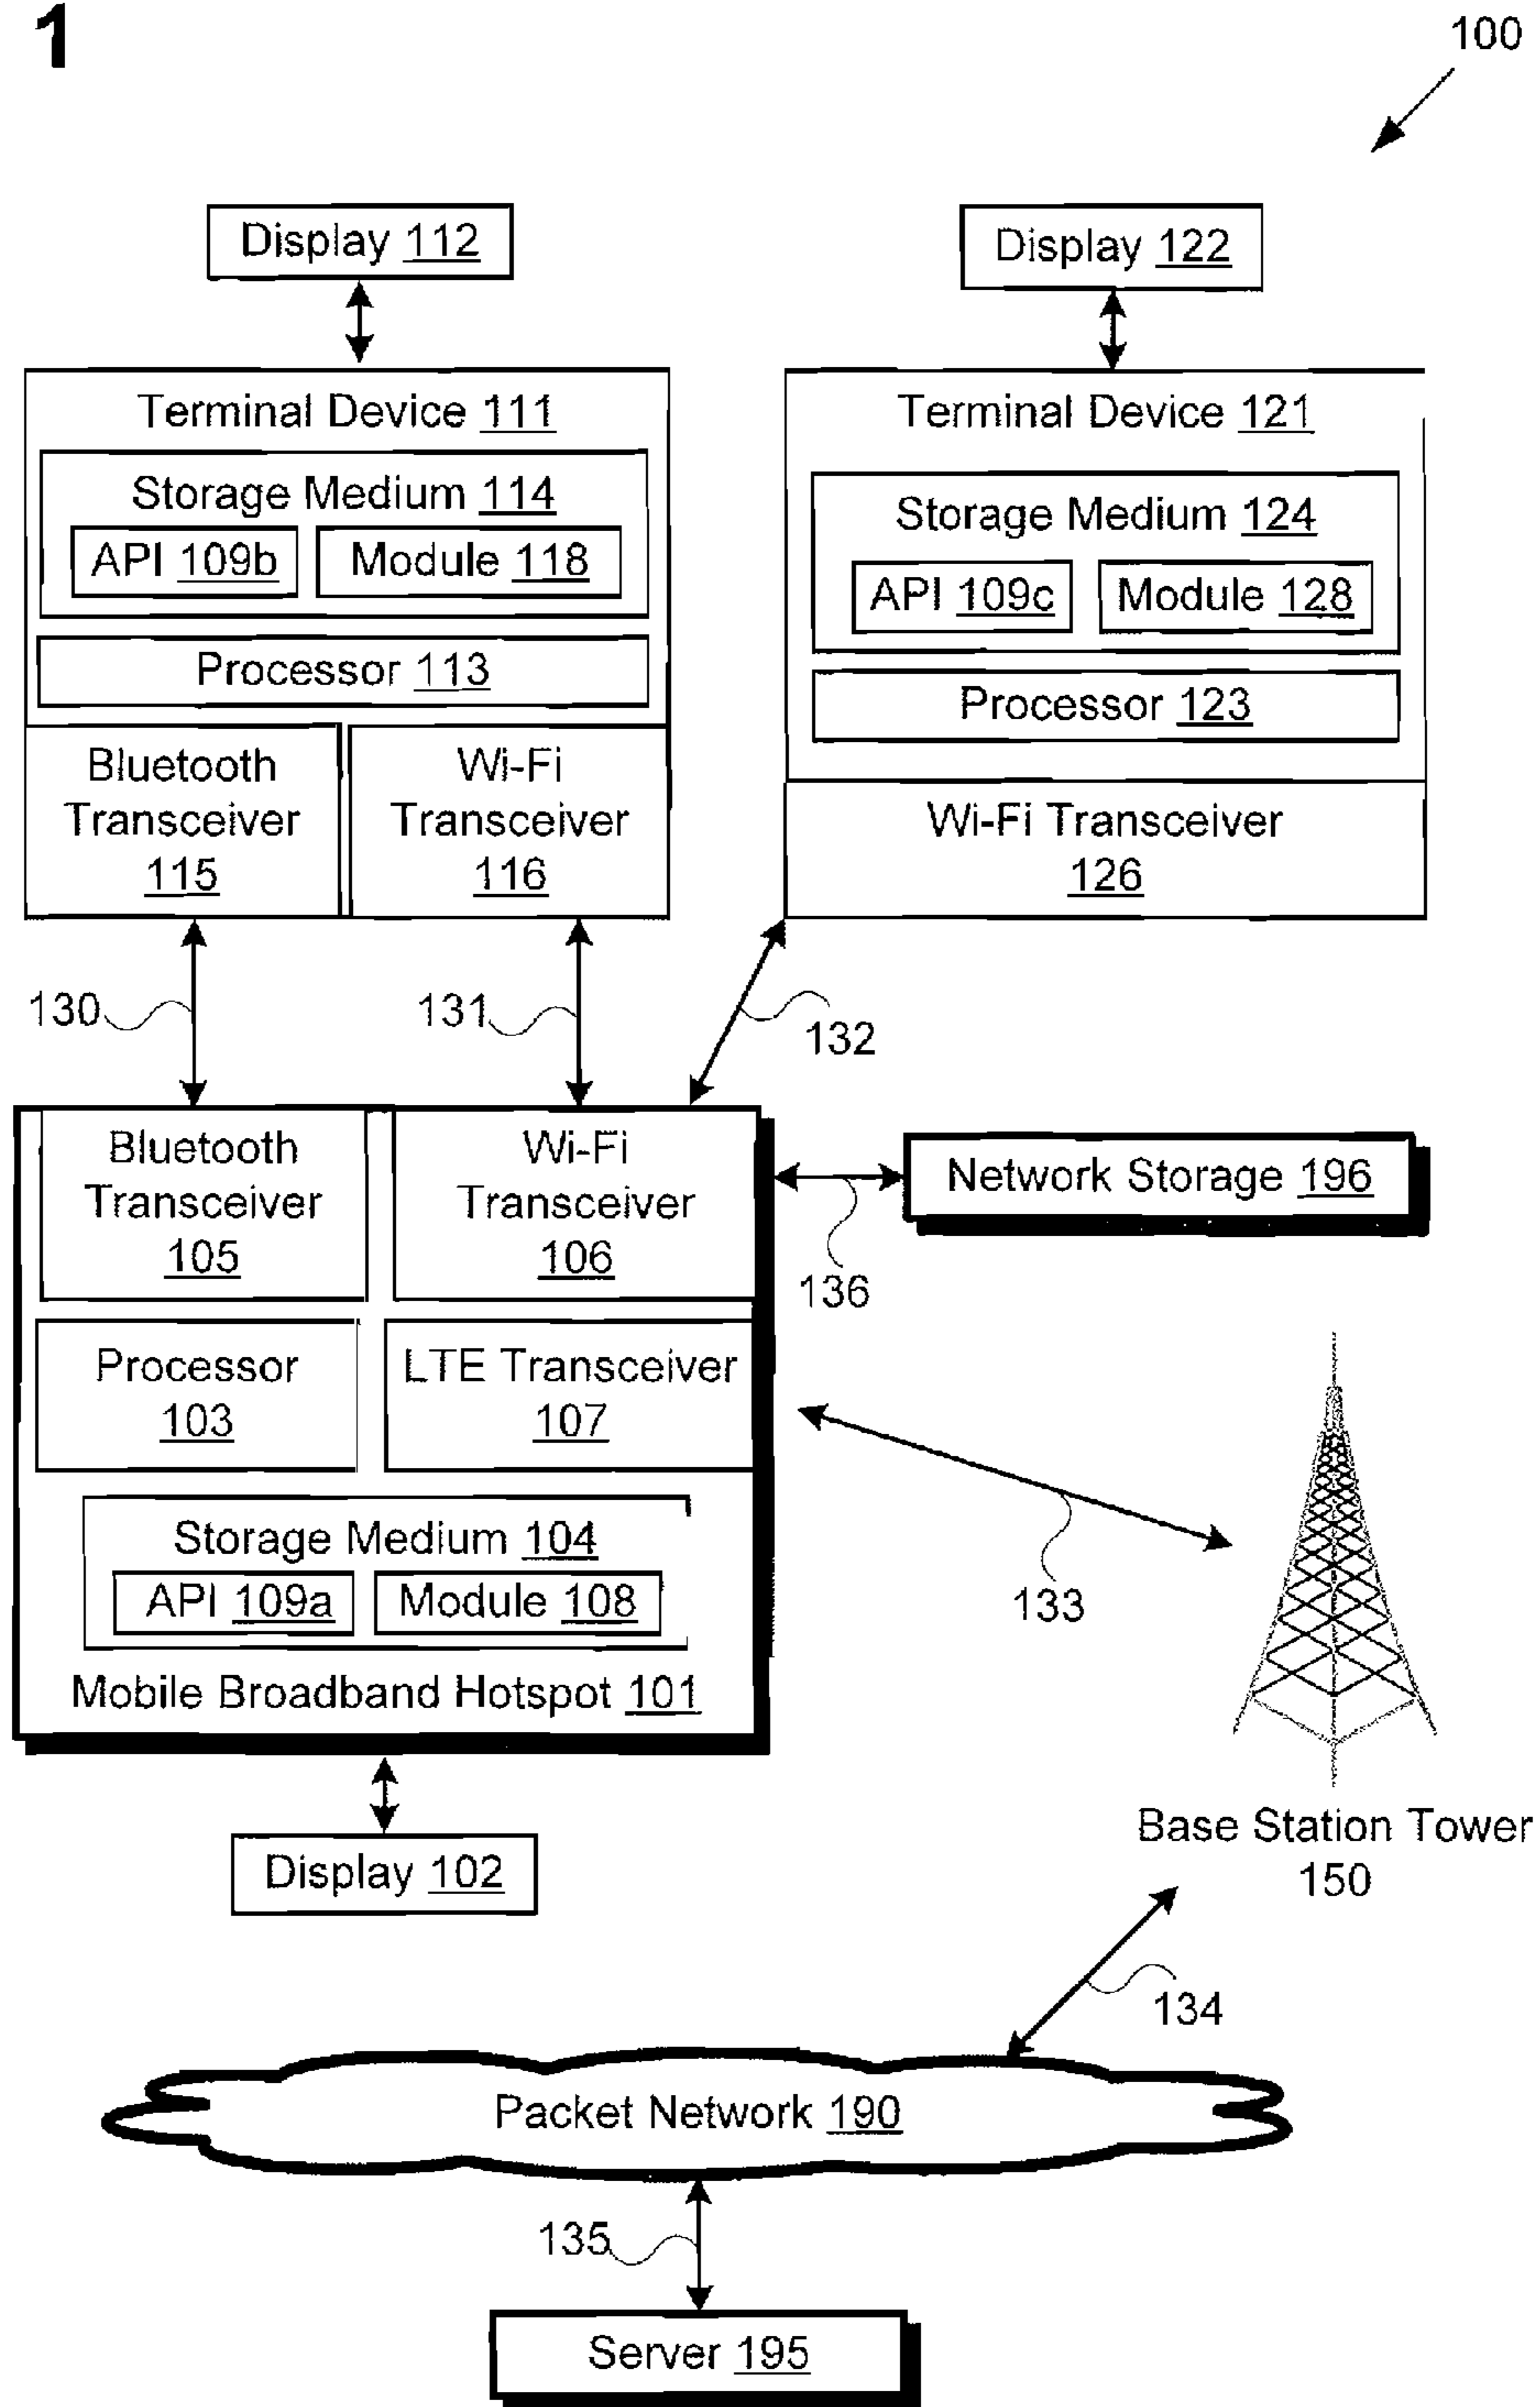 1
100
Display 112
Display 122
Terminal Device 111
Storage Medium 114
API 109b
Module 118
Processor 113
Bluetooth
Transceiver
115
Wi-Fi
Transceiver
116
Terminal Device 121
Storage Medium 124
API 109c
Module 128
Processor 123
Wi-Fi Transceiver
126
130
131
132
Bluetooth
Transceiver
105
Wi-Fi
Transceiver
106
Network Storage 196
136
Processor
103
LTE Transceiver
107
Storage Medium 104
API 109a
Module 108
Mobile Broadband Hotspot 101
133
Display 102
Base Station Tower
150
134
Packet Network 190
135
Server 195